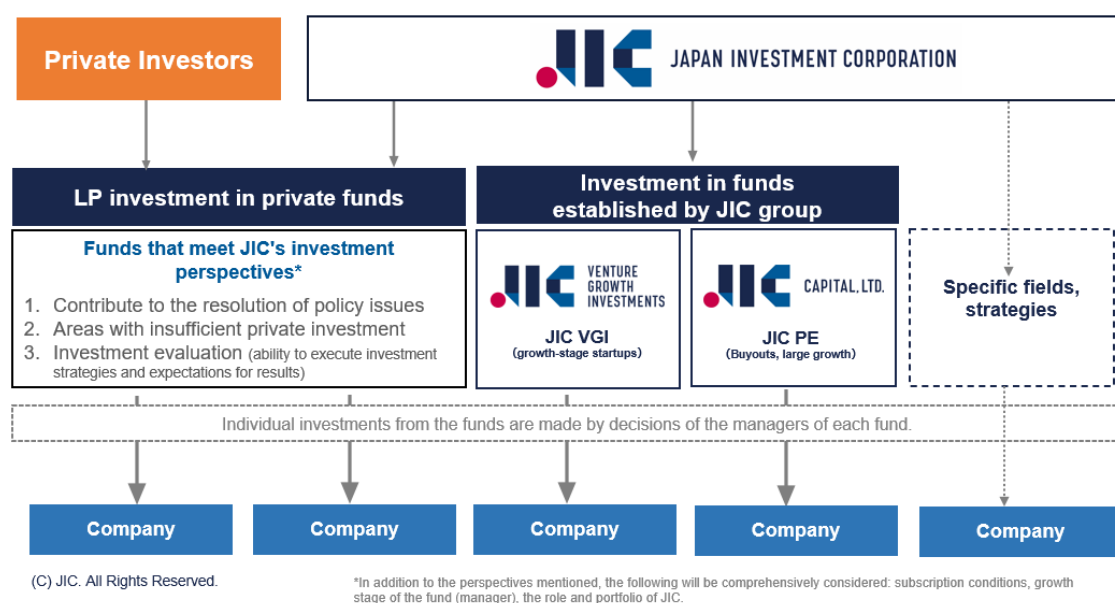 Private Investors
JIC JAPAN INVESTMENT CORPORATION
LP investment in private funds
Investment in funds
established by JIC group
Funds that meet JIC's investment
perspectives*
1. Contribute to the resolution of policy issues
2. Areas with insufficient private investment
3. Investment evaluation (ability to execute investment
strategies and expectations for results)
JIC VENTURE
GROWTH
INVESTMENTS
JIC VGI
(growth-stage startups)
JIC CAPITAL, LTD.
JIC PE
(Buyouts, large growth)
Specific fields,
strategies
Individual investments from the funds are made by decisions of the managers of each fund.
Company
Company
Company
Company
Company
(C) JIC. All Rights Reserved.
*In addition to the perspectives mentioned, the following will be comprehensively considered: subscription conditions, growth
stage of the fund (manager), the role and portfolio of JIC.